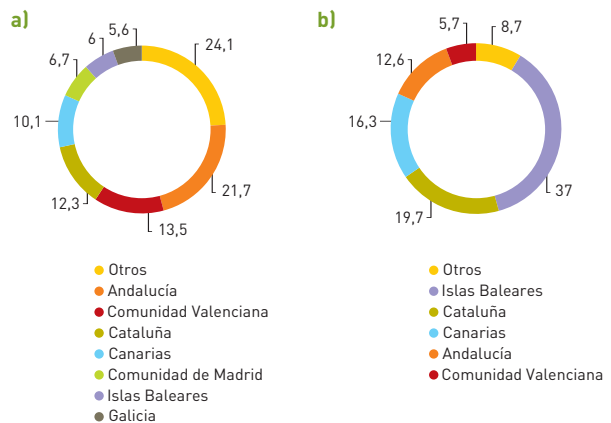 a)
5,6
6
24,1
6,7
10,1
12,3
21,7
13,5
Otros
Andalucía
Comunidad Valenciana
Cataluña
Canarias
Comunidad de Madrid
Islas Baleares
Galicia
b)
5,7
8,7
12,6
16,3
37
19,7
Otros
Islas Baleares
Cataluña
Canarias
Andalucía
Comunidad Valenciana